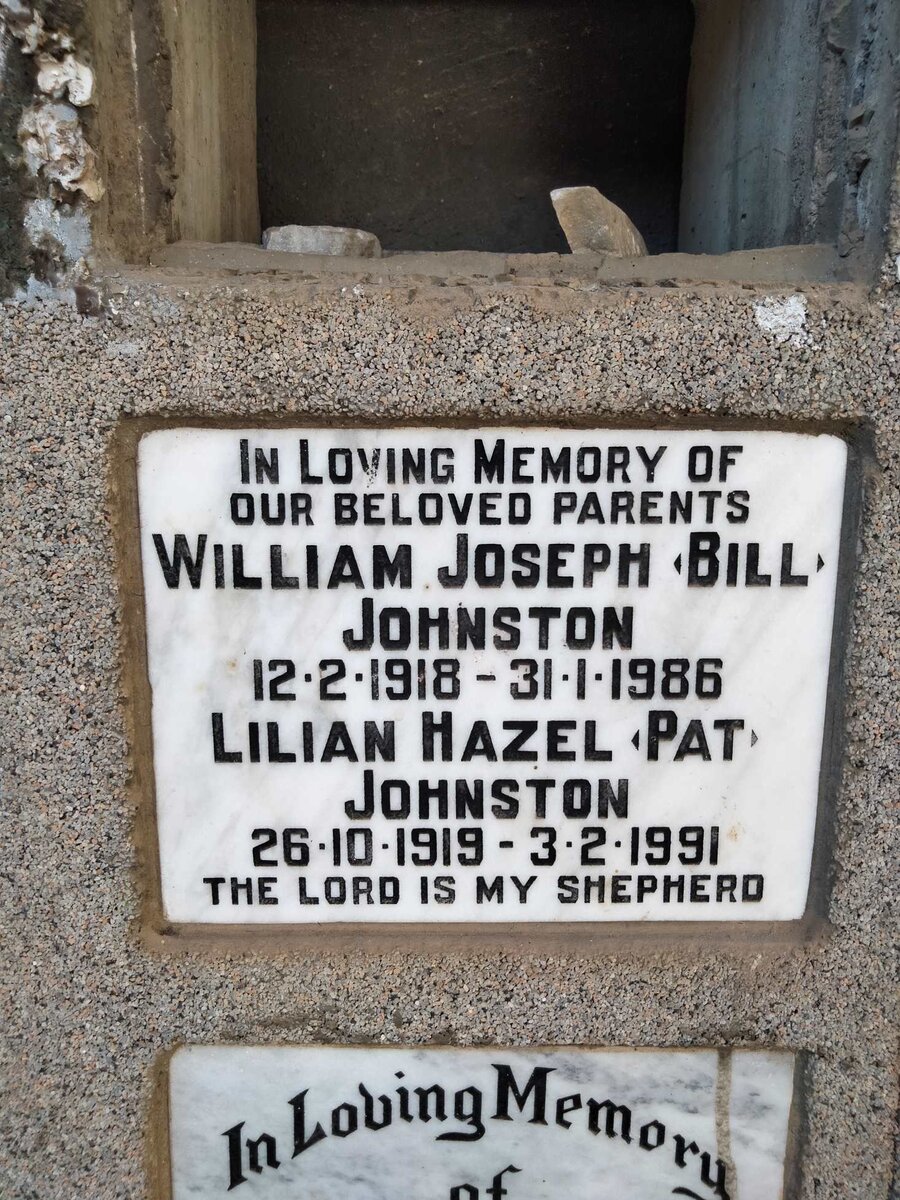 In Loving Memory of
our beloved parents
William Joseph ‹Bill›
Johnston
12·2·1918 – 31·1·1986
Lilian Hazel ‹Pat›
Johnston
26·10·1919 – 3·2·1991
The Lord is my Shepherd
In Loving Memory
of